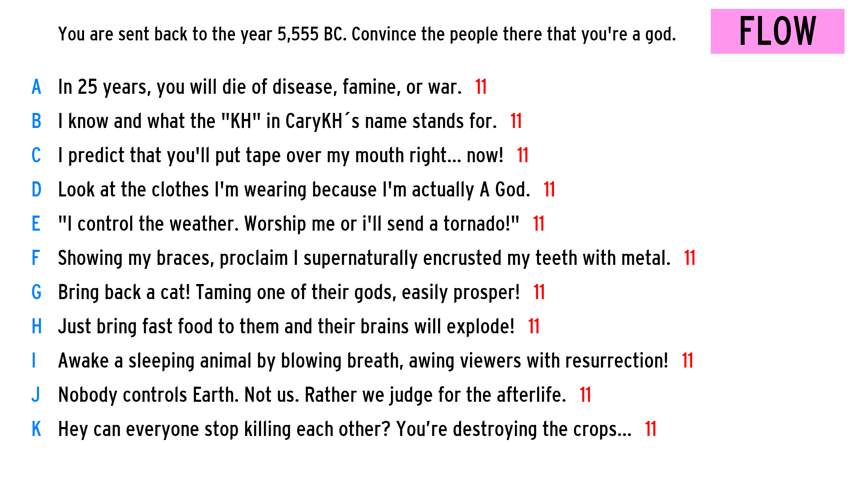 You are sent back to the year 5,555 BC. Convince the people there that you're a god.
FLOW
A In 25 years, you will die of disease, famine, or war. 11
B I know and what the "KH" in CaryKH´s name stands for. 11
C I predict that you'll put tape over my mouth right... now! 11
D Look at the clothes I'm wearing because I'm actually A God. 11
E "I control the weather. Worship me or i'll send a tornado!" 11
F Showing my braces, proclaim I supernaturally encrusted my teeth with metal. 11
G Bring back a cat! Taming one of their gods, easily prosper! 11
H Just bring fast food to them and their brains will explode! 11
I Awake a sleeping animal by blowing breath, awing viewers with resurrection! 11
J Nobody controls Earth. Not us. Rather we judge for the afterlife. 11
K Hey can everyone stop killing each other? You’re destroying the crops... 11